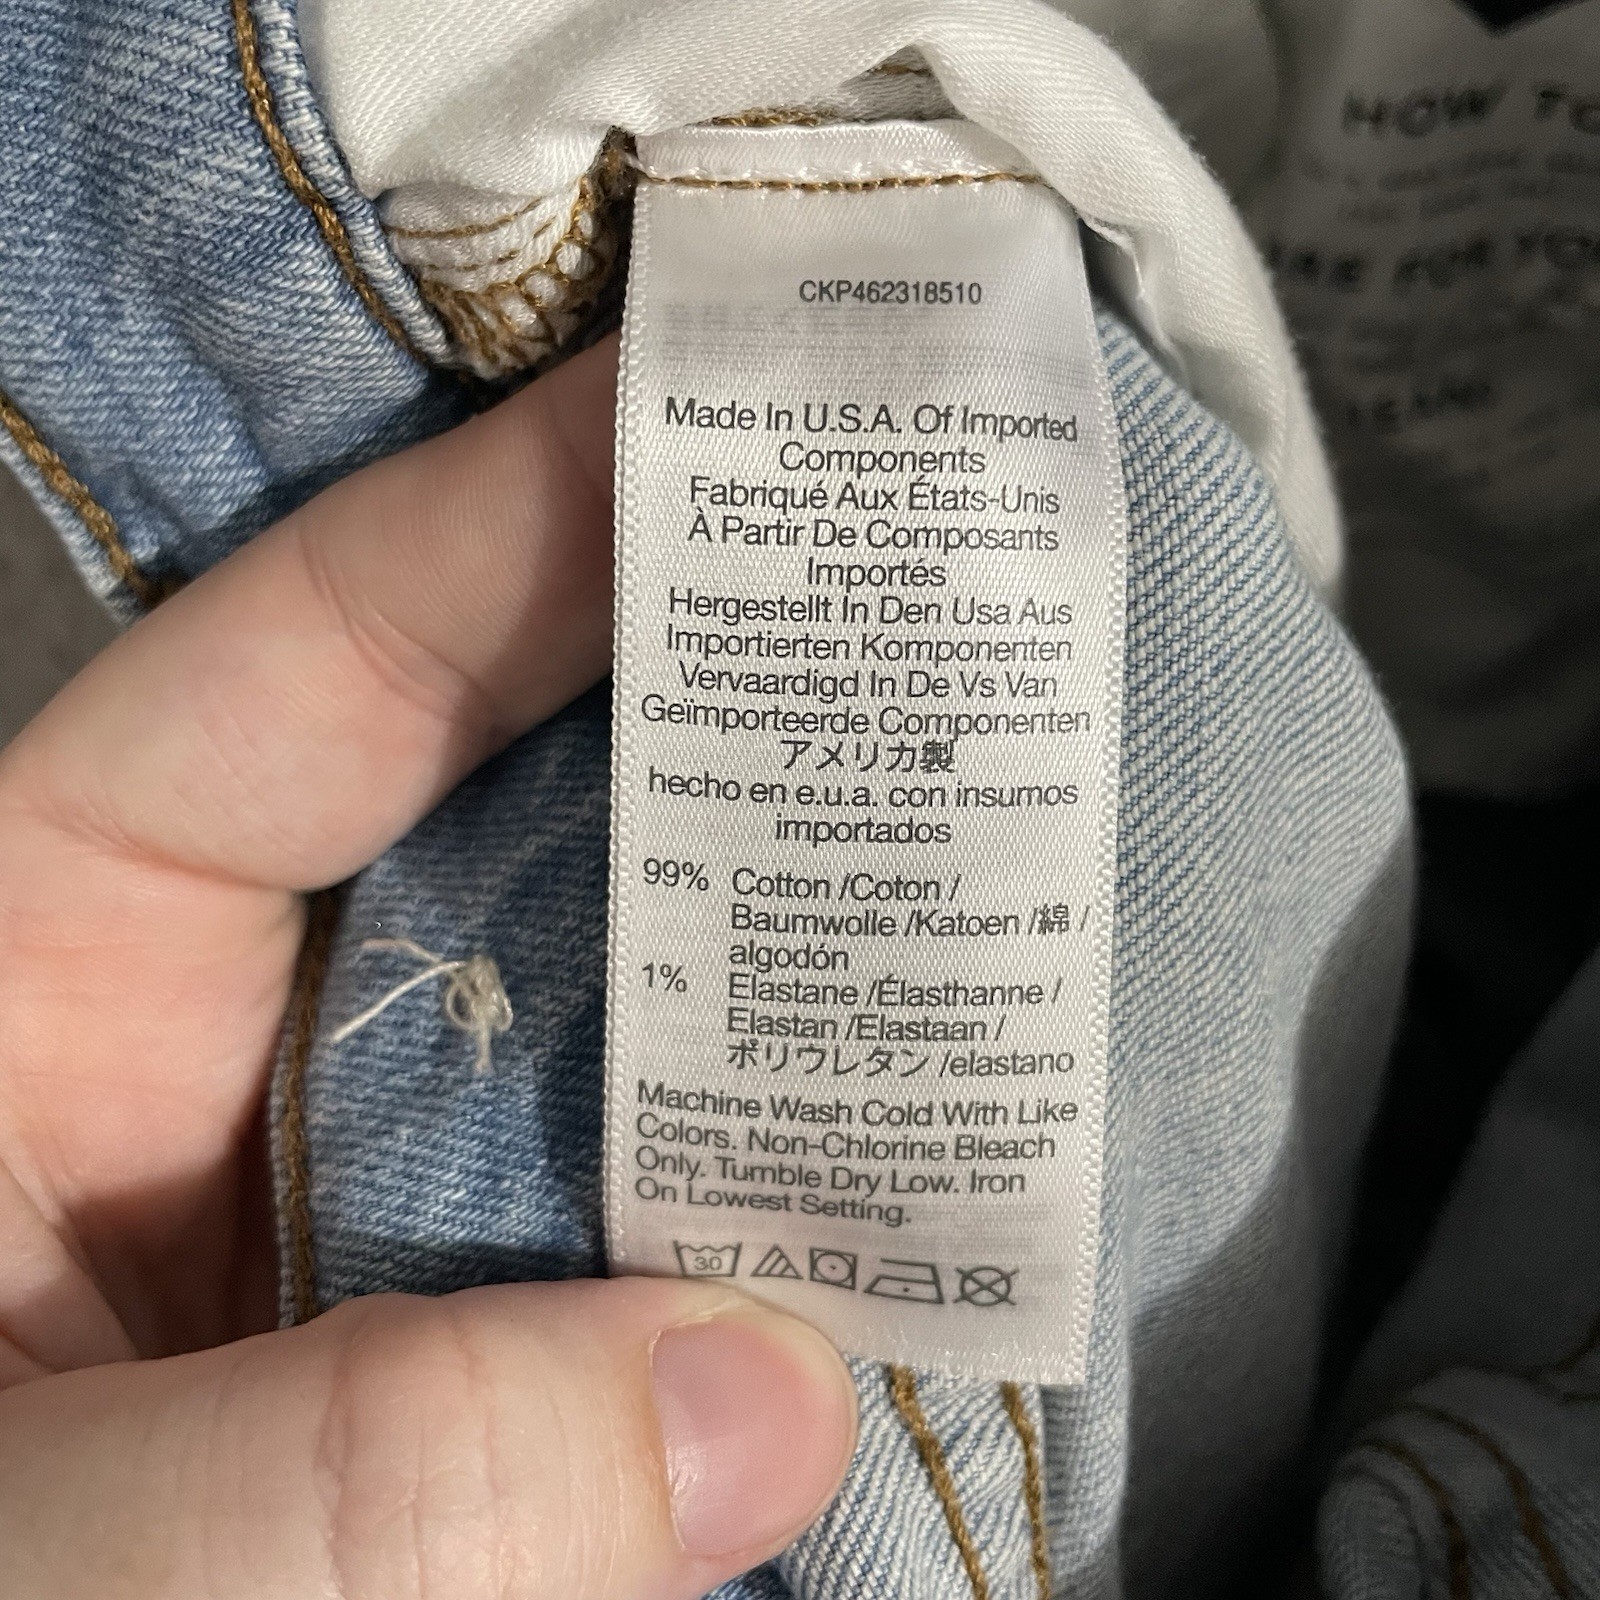 CKP462318510
Made In U.S.A. Of Imported
Components
Fabriqué Aux États-Unis
À Partir De Composants
Importés
Hergestellt In Den Usa Aus
Importierten Komponenten
Vervaardigd In De Vs Van
Geïmporteerde Componenten
アメリカ製
hecho en e.u.a. con insumos
importados
99% Cotton /Coton /
Baumwolle /Katoen /綿 /
algodón
1% Elastane /Élasthanne /
Elastan /Elastaan /
ポリウレタン /elastano
Machine Wash Cold With Like
Colors. Non-Chlorine Bleach
Only. Tumble Dry Low. Iron
On Lowest Setting.
30
HOW TO
FOR YOU